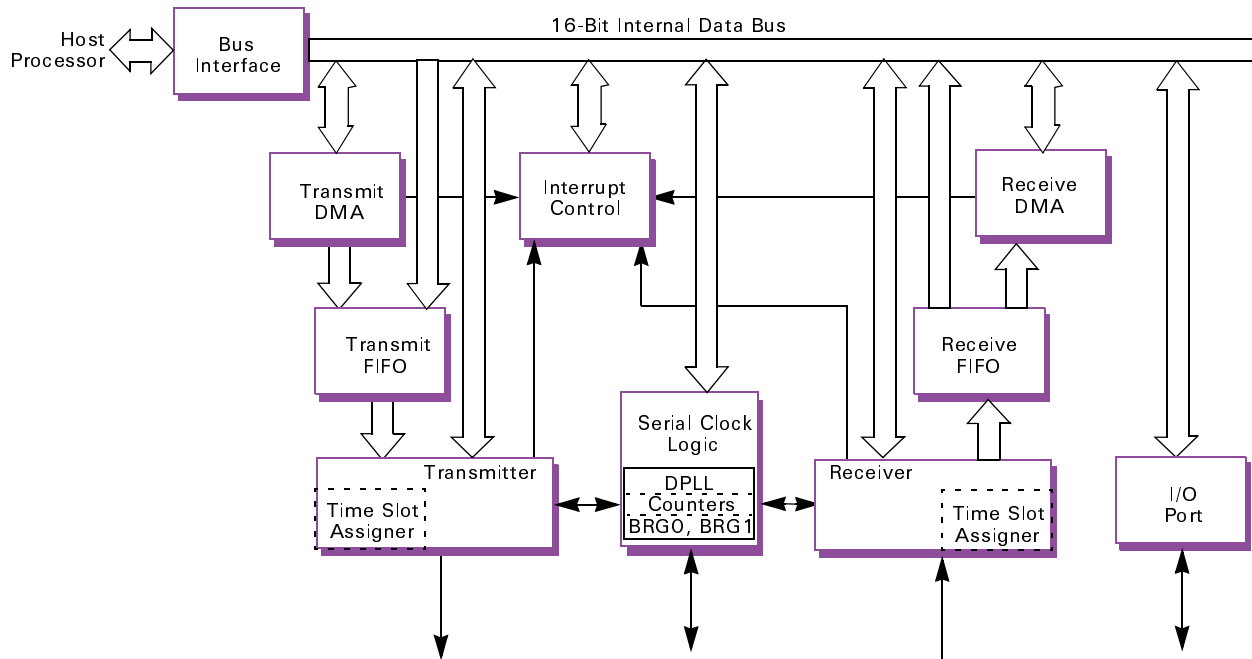 16-Bit Internal Data Bus
Host
Processor
Bus
Interface
Transmit
DMA
Interrupt
Control
Receive
DMA
Transmit
FIFO
Receive
FIFO
Serial Clock
Logic
DPLL
Counters
BRG0, BRG1
Transmitter
Time Slot
Assigner
Receiver
Time Slot
Assigner
I/O
Port